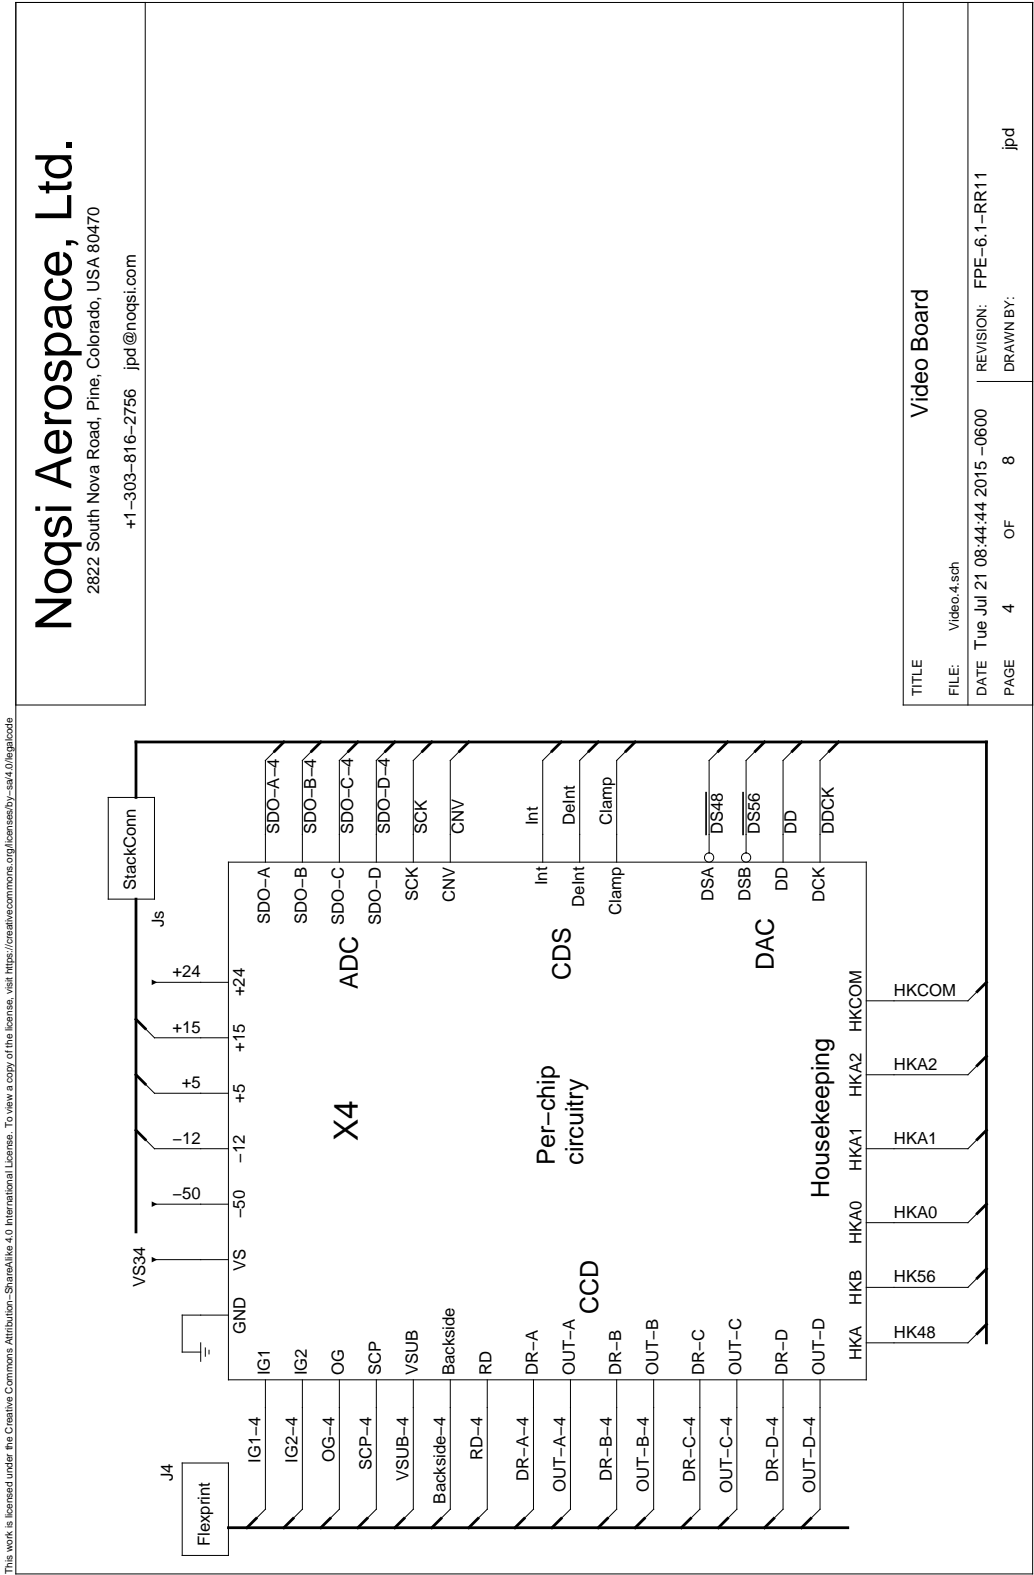 This work is licensed under the Creative Commons Attribution−ShareAlike 4.0 International License. To view a copy of the license, visit https://creativecommons.org/licenses/by−sa/4.0/legalcode
Noqsi Aerospace, Ltd.
2822 South Nova Road, Pine, Colorado, USA 80470
+1−303−816−2756 jpd@noqsi.com
J4
Flexprint
IG1−4
IG2−4
OG−4
SCP−4
VSUB−4
Backside−4
RD−4
DR−A−4
OUT−A−4
DR−B−4
OUT−B−4
DR−C−4
OUT−C−4
DR−D−4
OUT−D−4
IG1
IG2
OG
SCP
VSUB
Backside
RD
DR−A
OUT−A
DR−B
OUT−B
DR−C
OUT−C
DR−D
OUT−D
CCD
VS34
−50
−12
+5
+15
+24
GND
VS
−50
−12
+5
+15
+24
Js
StackConn
X4
Per−chip
circuitry
ADC
CDS
DAC
Housekeeping
SDO−A
SDO−B
SDO−C
SDO−D
SCK
CNV
Int
DeInt
Clamp
DSA
DSB
DD
DCK
SDO−A−4
SDO−B−4
SDO−C−4
SDO−D−4
SCK
CNV
Int
DeInt
Clamp
DS48
DS56
DD
DDCK
HKA
HKB
HKA0
HKA1
HKA2
HKCOM
HK48
HK56
HKA0
HKA1
HKA2
HKCOM
TITLE
Video Board
FILE: Video.4.sch
DATE Tue Jul 21 08:44:44 2015 −0600
REVISION: FPE−6.1−RR11
PAGE 4 OF 8
DRAWN BY: jpd